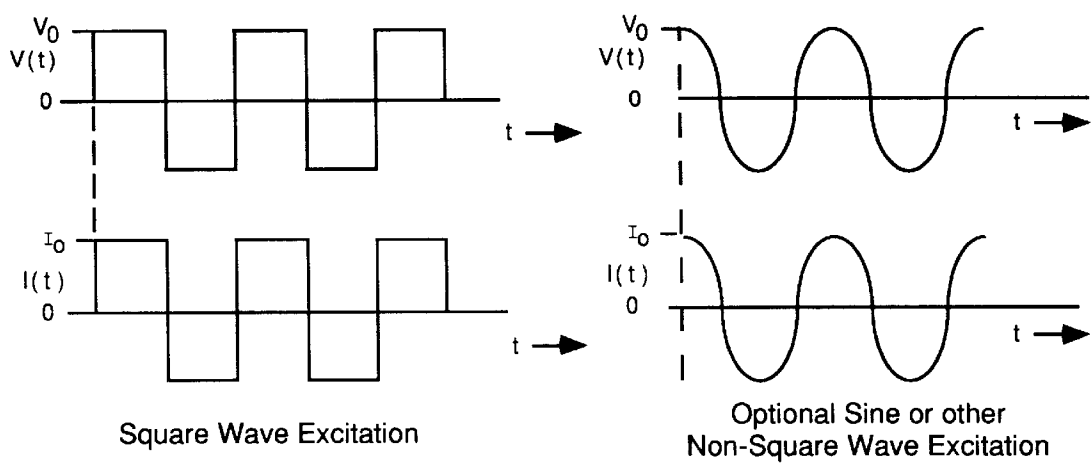 V0
V(t)
0
t
I0
I(t)
0
t
Square Wave Excitation
V0
V(t)
0
t
I0
I(t)
0
t
Optional Sine or other
Non-Square Wave Excitation